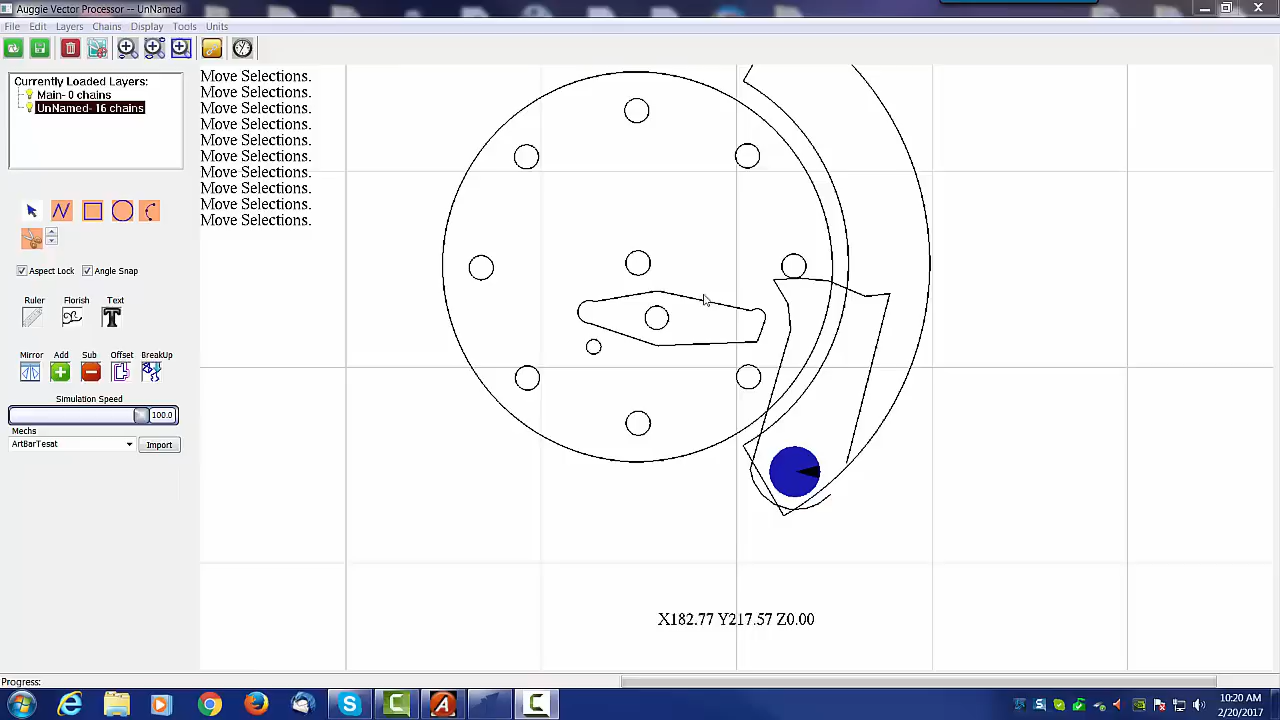 Auggie Vector Processor -- UnNamed
File Edit Layers Chains Display Tools Units
Currently Loaded Layers:
Main- 0 chains
UnNamed- 16 chains
Move Selections.
Move Selections.
Move Selections.
Move Selections.
Move Selections.
Move Selections.
Move Selections.
Move Selections.
Move Selections.
Move Selections.
Aspect Lock Angle Snap
Ruler Florish Text
Mirror Add Sub Offset BreakUp
Simulation Speed
100.0
Mechs
ArtBarTesat Import
X182.77 Y217.57 Z0.00
Progress:
10:20 AM
2/20/2017